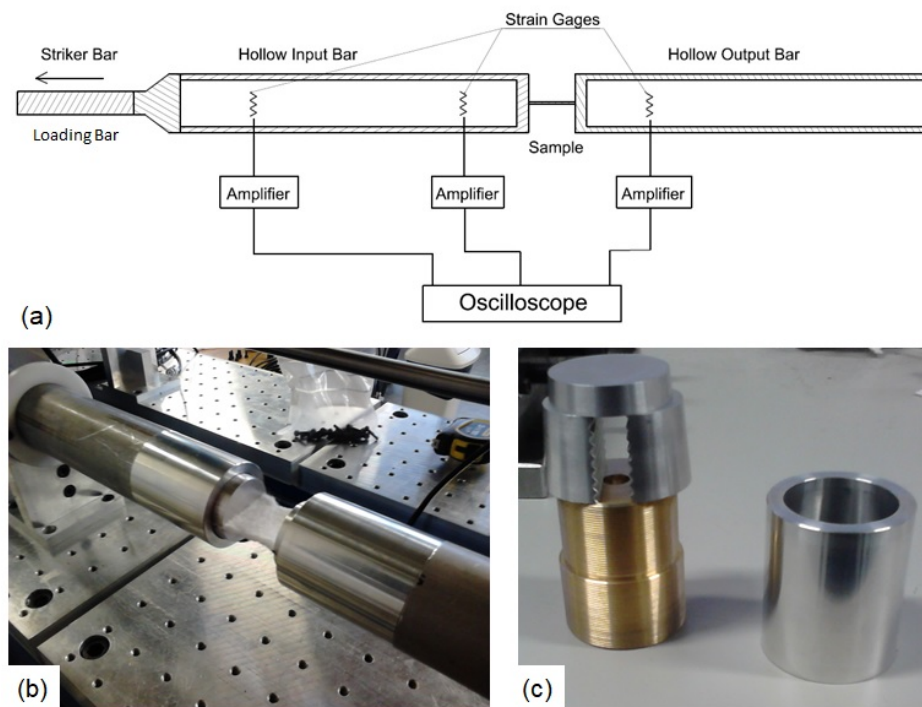 Strain Gages
Striker Bar
Hollow Input Bar
Hollow Output Bar
Loading Bar
Sample
Amplifier
Amplifier
Amplifier
Oscilloscope
(a)
(b)
(c)